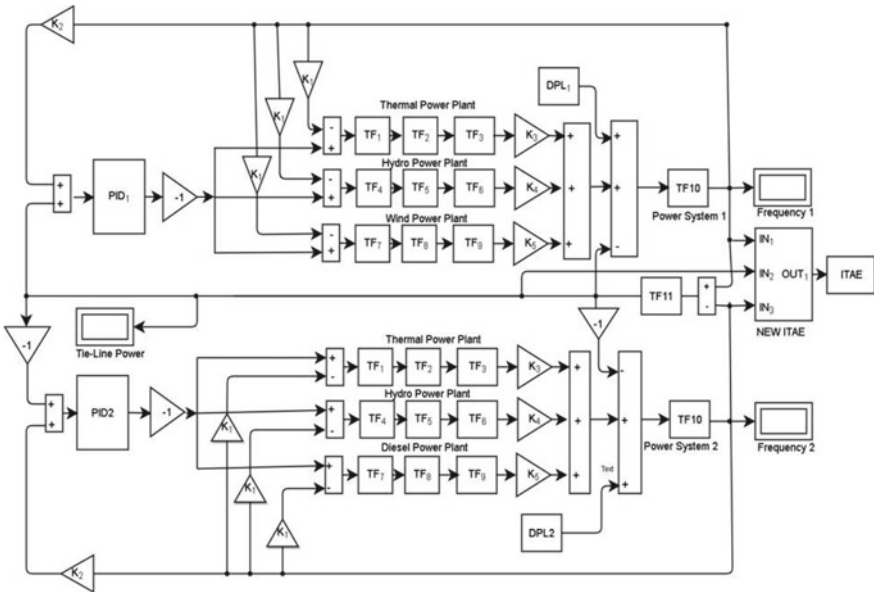 K2
K1
K1
K1
DPL1
Thermal Power Plant
-
+
TF1
TF2
TF3
K3
+
+
PID1
-1
+
+
Hydro Power Plant
-
+
TF4
TF5
TF6
K4
+
+
TF10
Power System 1
Frequency 1
Wind Power Plant
-
+
TF7
TF8
TF9
K5
+
-
IN1
IN2
OUT1
IN3
NEW ITAE
ITAE
TF11
+
-
-1
Tie-Line Power
-1
Thermal Power Plant
+
-
TF1
TF2
TF3
K3
+
-
+
+
PID2
-1
K1
Hydro Power Plant
+
-
TF4
TF5
TF6
K4
+
+
TF10
Power System 2
Frequency 2
K1
Diesel Power Plant
+
-
TF7
TF8
TF9
K5
+
Text
+
K1
DPL2
K2